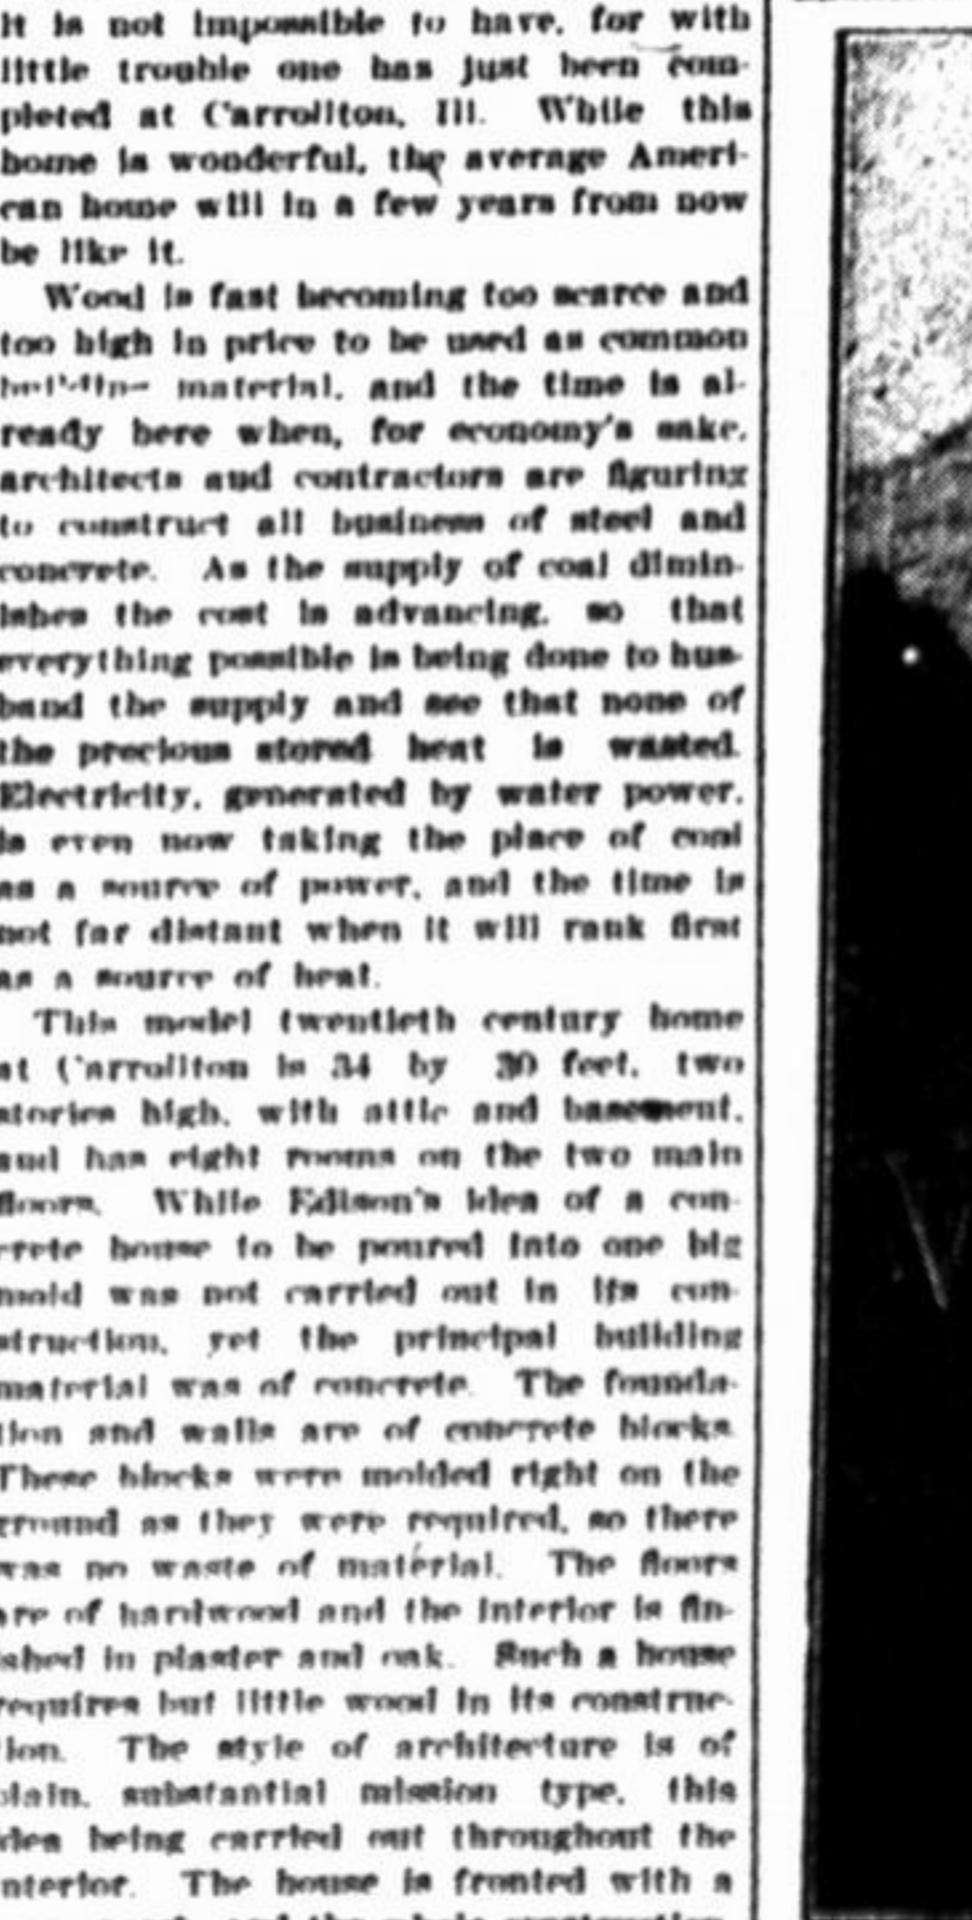 it is not impossible to have, for with
little trouble one has just been com-
pleted at Carrollton, Ill. While this
home is wonderful, the average Ameri-
can home will in a few years from now
be like it.
Wood is fast becoming too scarce and
too high in price to be used as common
material, and the time is al-
ready here when, for economy's sake,
architects and contractors are figuring
to construct all business of steel and
concrete. As the supply of coal dimin-
ishes the cost is advancing, so that
everything possible is being done to hus-
band the supply and see that none of
the precious stored heat is wasted.
Electricity, generated by water power,
is even now taking the place of coal
as a source of power, and the time is
not far distant when it will rank first
as a source of heat.
This model twentieth century home
at Carrollton is 34 by 30 feet, two
stories high, with attic and basement,
and has eight rooms on the two main
floors. While Edison's idea of a con-
crete house to be poured into one big
mold was not carried out in its con-
struction, yet the principal building
material was of concrete. The founda-
tion and walls are of concrete blocks.
These blocks were molded right on the
ground as they were required, so there
was no waste of material. The floors
are of hardwood and the interior is fin-
ished in plaster and oak. Such a house
requires but little wood in its construc-
tion. The style of architecture is of
plain, substantial mission type, this
idea being carried out throughout the
interior. The house is fronted with a